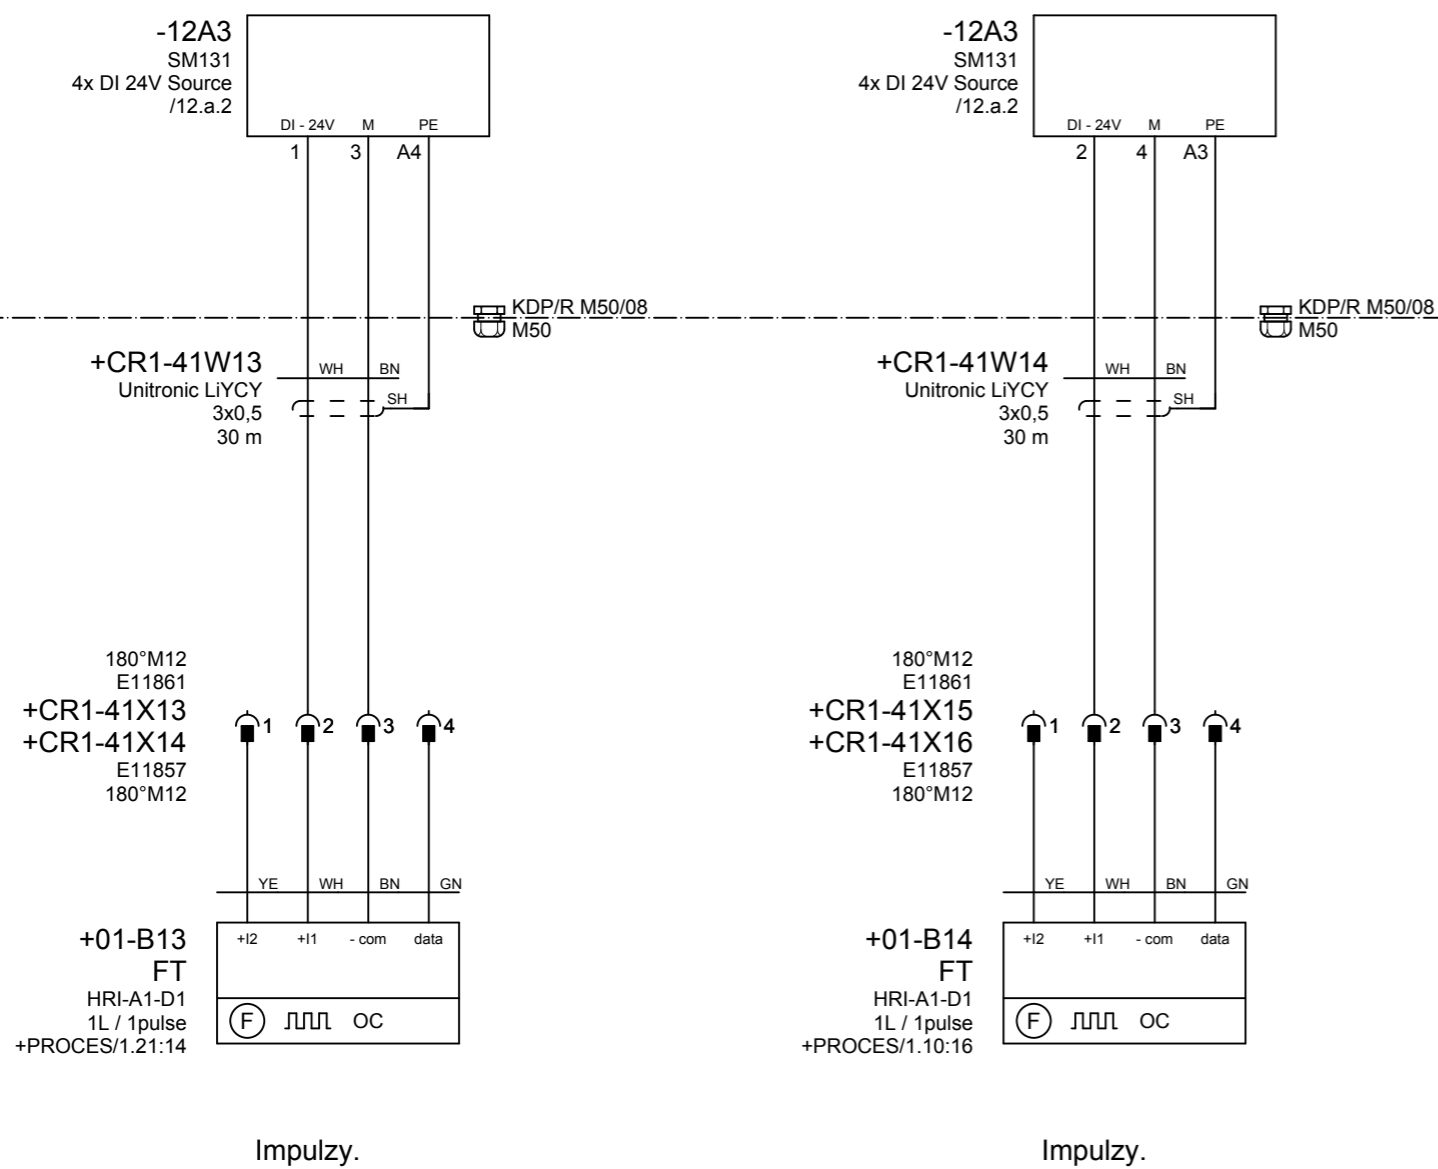 -12A3
SM131
4x DI 24V Source
/12.a.2
DI - 24V M PE
1 3 A4
KDP/R M50/08
M50
+CR1-41W13
Unitronic LiYCY
3x0,5
30 m
WH BN
SH
180°M12
E11861
+CR1-41X13
+CR1-41X14
E11857
180°M12
1 2 3 4
YE WH BN GN
+01-B13
FT
HRI-A1-D1
1L / 1pulse
+PROCES/1.21:14
+I2 +I1 - com data
F OC
Impulzy.
-12A3
SM131
4x DI 24V Source
/12.a.2
DI - 24V M PE
2 4 A3
KDP/R M50/08
M50
+CR1-41W14
Unitronic LiYCY
3x0,5
30 m
WH BN
SH
180°M12
E11861
+CR1-41X15
+CR1-41X16
E11857
180°M12
1 2 3 4
YE WH BN GN
+01-B14
FT
HRI-A1-D1
1L / 1pulse
+PROCES/1.10:16
+I2 +I1 - com data
F OC
Impulzy.